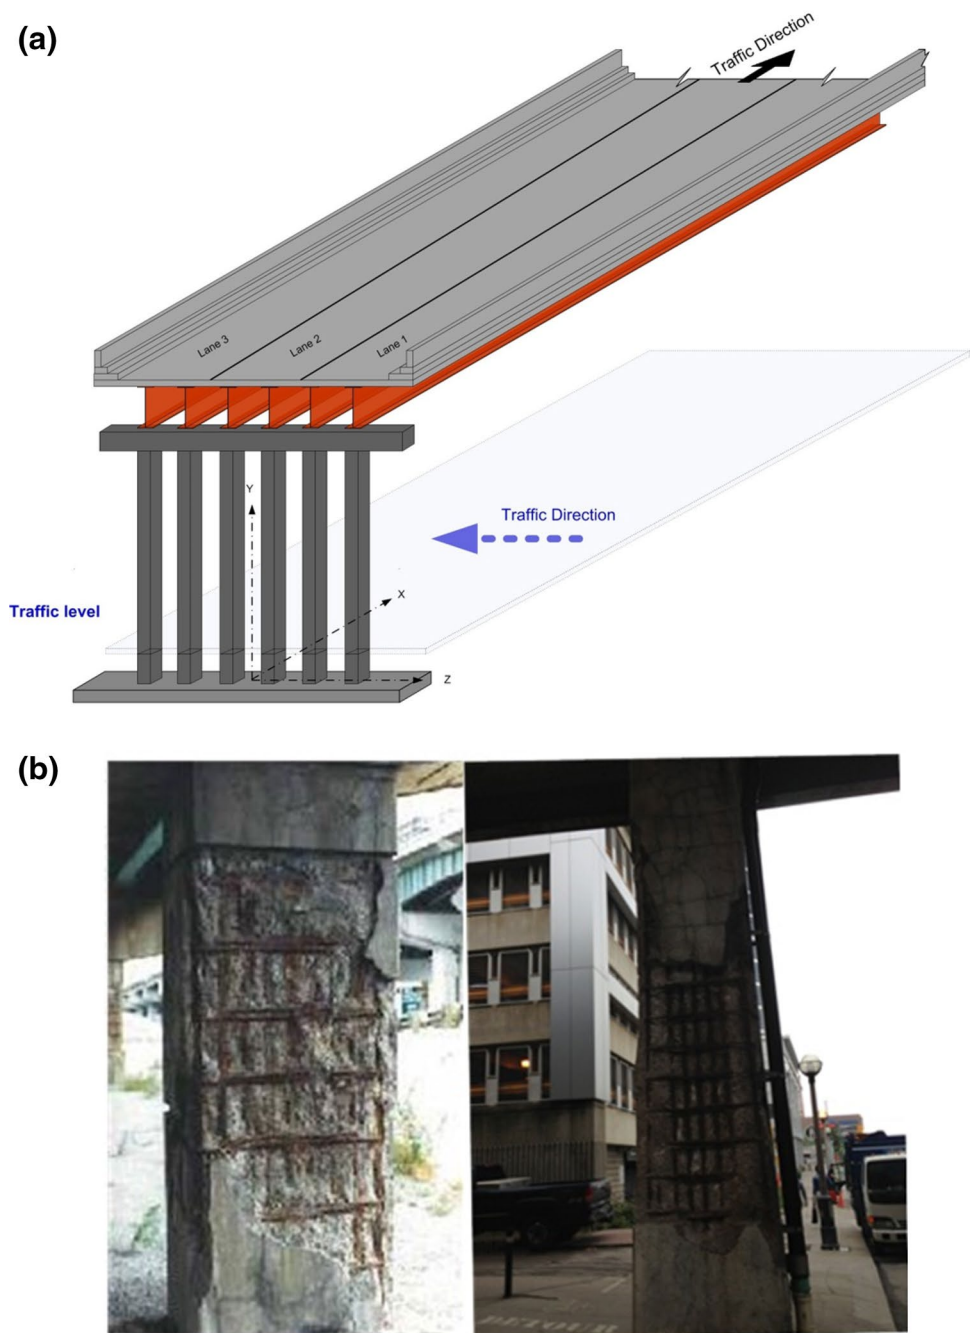 (a)
Traffic Direction
Lane 3
Lane 2
Lane 1
Y
Traffic Direction
X
Traffic level
Z
(b)